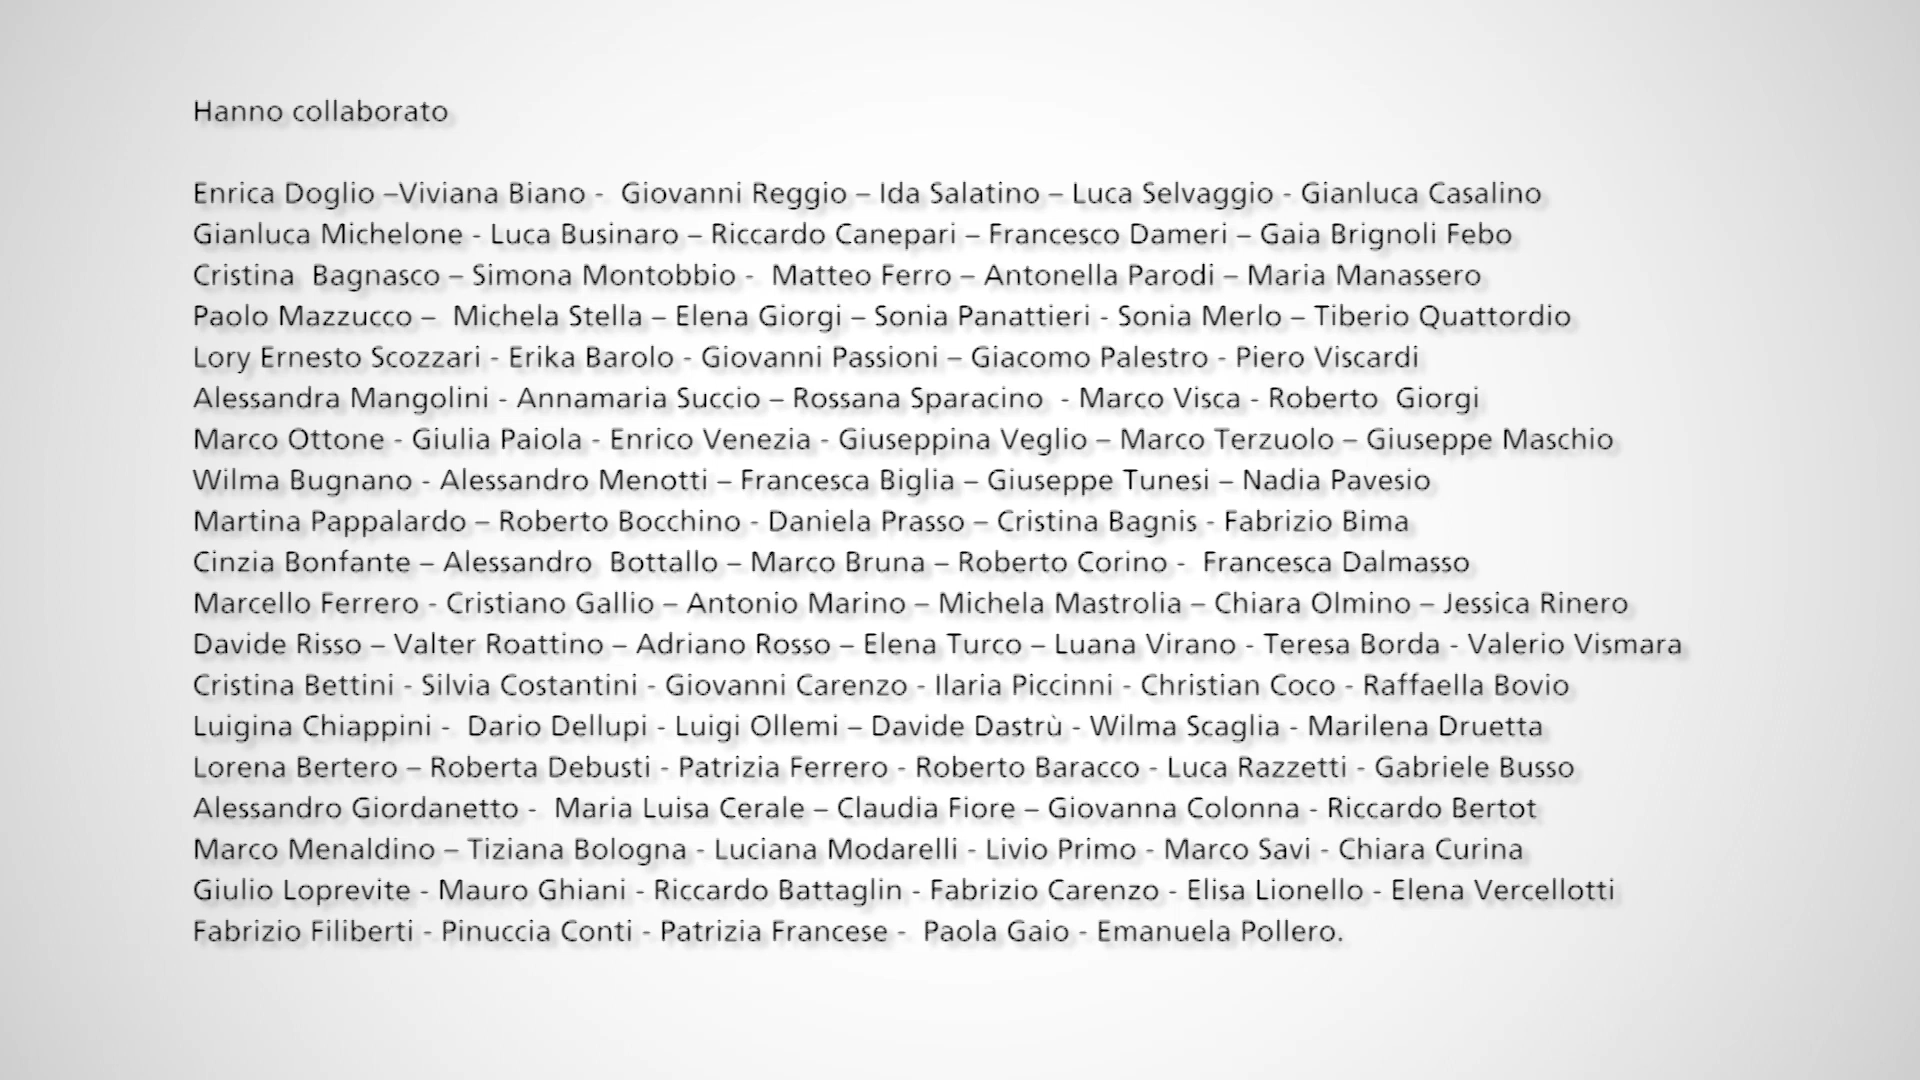 Hanno collaborato
Enrica Doglio –Viviana Biano -  Giovanni Reggio – Ida Salatino – Luca Selvaggio - Gianluca Casalino
Gianluca Michelone - Luca Businaro – Riccardo Canepari – Francesco Dameri – Gaia Brignoli Febo
Cristina  Bagnasco – Simona Montobbio -  Matteo Ferro – Antonella Parodi – Maria Manassero
Paolo Mazzucco –  Michela Stella – Elena Giorgi – Sonia Panattieri - Sonia Merlo – Tiberio Quattordio
Lory Ernesto Scozzari - Erika Barolo - Giovanni Passioni – Giacomo Palestro - Piero Viscardi
Alessandra Mangolini - Annamaria Succio – Rossana Sparacino  - Marco Visca - Roberto  Giorgi
Marco Ottone - Giulia Paiola - Enrico Venezia - Giuseppina Veglio – Marco Terzuolo – Giuseppe Maschio
Wilma Bugnano - Alessandro Menotti – Francesca Biglia – Giuseppe Tunesi – Nadia Pavesio
Martina Pappalardo – Roberto Bocchino - Daniela Prasso – Cristina Bagnis - Fabrizio Bima
Cinzia Bonfante – Alessandro  Bottallo – Marco Bruna – Roberto Corino -  Francesca Dalmasso
Marcello Ferrero - Cristiano Gallio – Antonio Marino – Michela Mastrolia – Chiara Olmino – Jessica Rinero
Davide Risso – Valter Roattino – Adriano Rosso – Elena Turco – Luana Virano - Teresa Borda - Valerio Vismara
Cristina Bettini - Silvia Costantini - Giovanni Carenzo - Ilaria Piccinni - Christian Coco - Raffaella Bovio
Luigina Chiappini -  Dario Dellupi - Luigi Ollemi – Davide Dastrù - Wilma Scaglia - Marilena Druetta
Lorena Bertero – Roberta Debusti - Patrizia Ferrero - Roberto Baracco - Luca Razzetti - Gabriele Busso
Alessandro Giordanetto -  Maria Luisa Cerale – Claudia Fiore – Giovanna Colonna - Riccardo Bertot
Marco Menaldino – Tiziana Bologna - Luciana Modarelli - Livio Primo - Marco Savi - Chiara Curina
Giulio Loprevite - Mauro Ghiani - Riccardo Battaglin - Fabrizio Carenzo - Elisa Lionello - Elena Vercellotti
Fabrizio Filiberti - Pinuccia Conti - Patrizia Francese -  Paola Gaio - Emanuela Pollero.